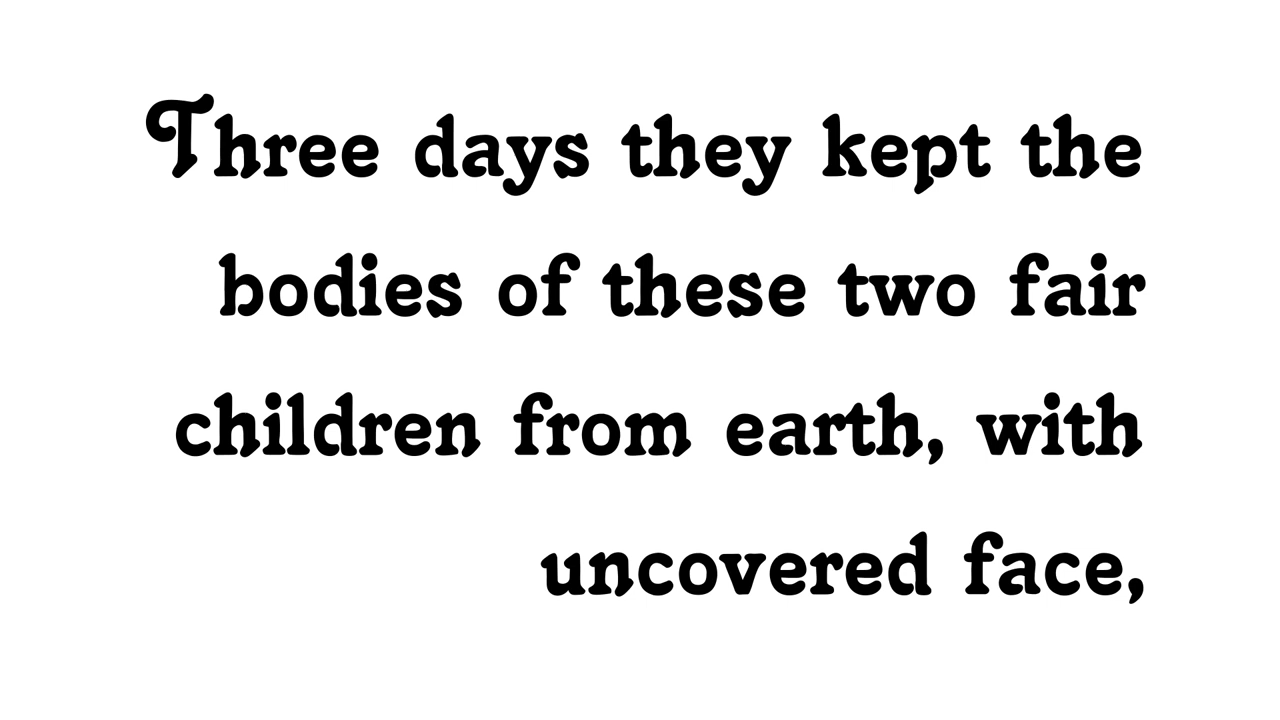 Three days they kept the
bodies of these two fair
children from earth, with
uncovered face,